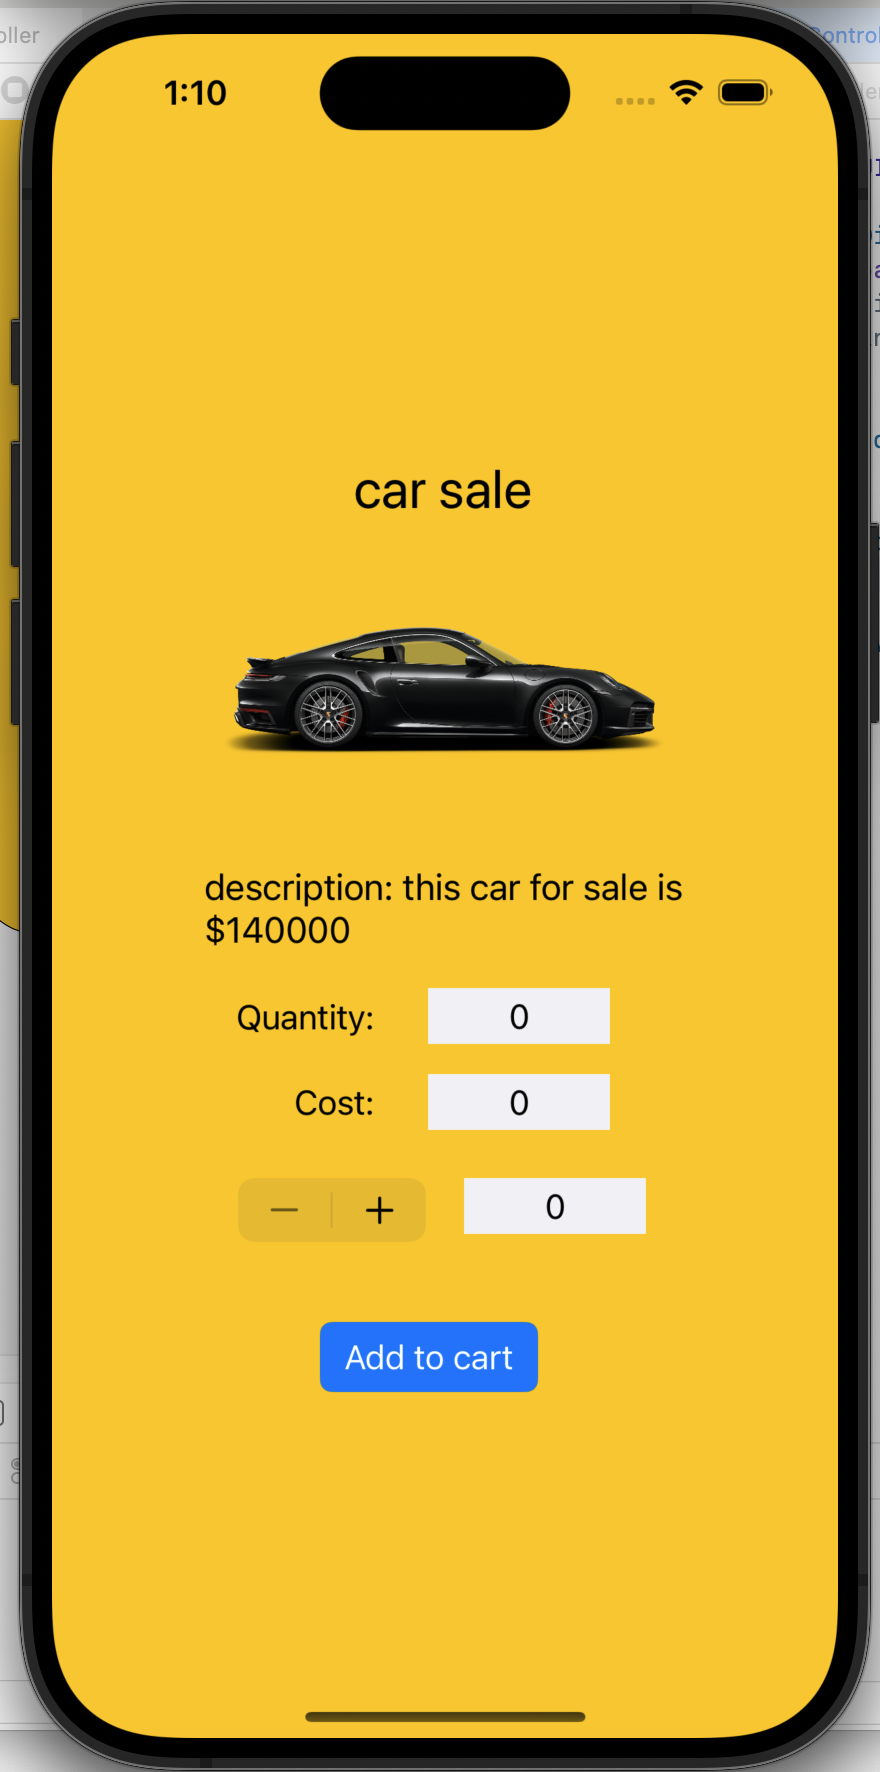 oller
1:10
car sale
description: this car for sale is
$140000
Quantity:
0
Cost:
0
0
Add to cart